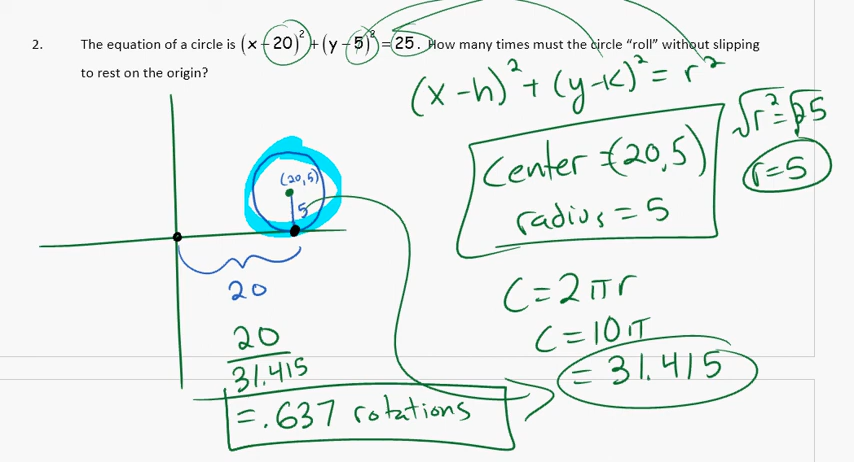 2. The equation of a circle is (x – 20)² + (y – 5)² = 25. How many times must the circle “roll” without slipping
to rest on the origin?
(x-h)² + (y-k)² = r²
√r² = √25
r=5
Center = (20,5)
radius = 5
(20,5)
5
20
C = 2πr
C = 10π
= 31.415
20
31.415
= .637 rotations